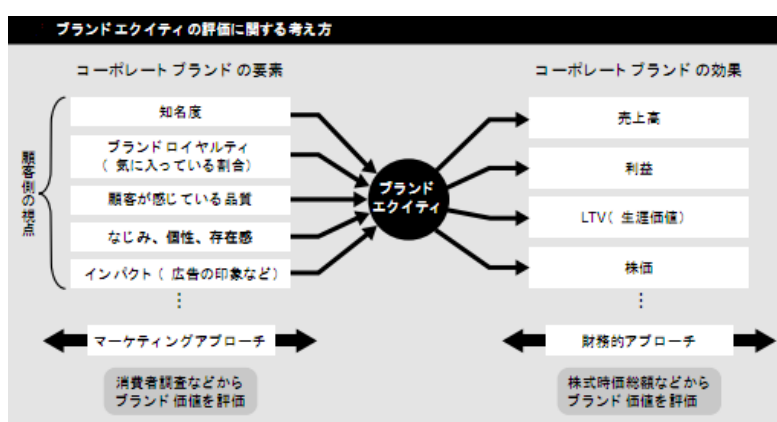 ブランドエクイティの評価に関する考え方
コーポレートブランドの要素
コーポレートブランドの効果
顧客側の視点
知名度
ブランドロイヤルティ
（気に入っている割合）
顧客が感じている品質
なじみ、個性、存在感
インパクト（広告の印象など）
⋮
ブランド
エクイティ
売上高
利益
LTV（生涯価値）
株価
⋮
マーケティングアプローチ
財務的アプローチ
消費者調査などから
ブランド価値を評価
株式時価総額などから
ブランド価値を評価